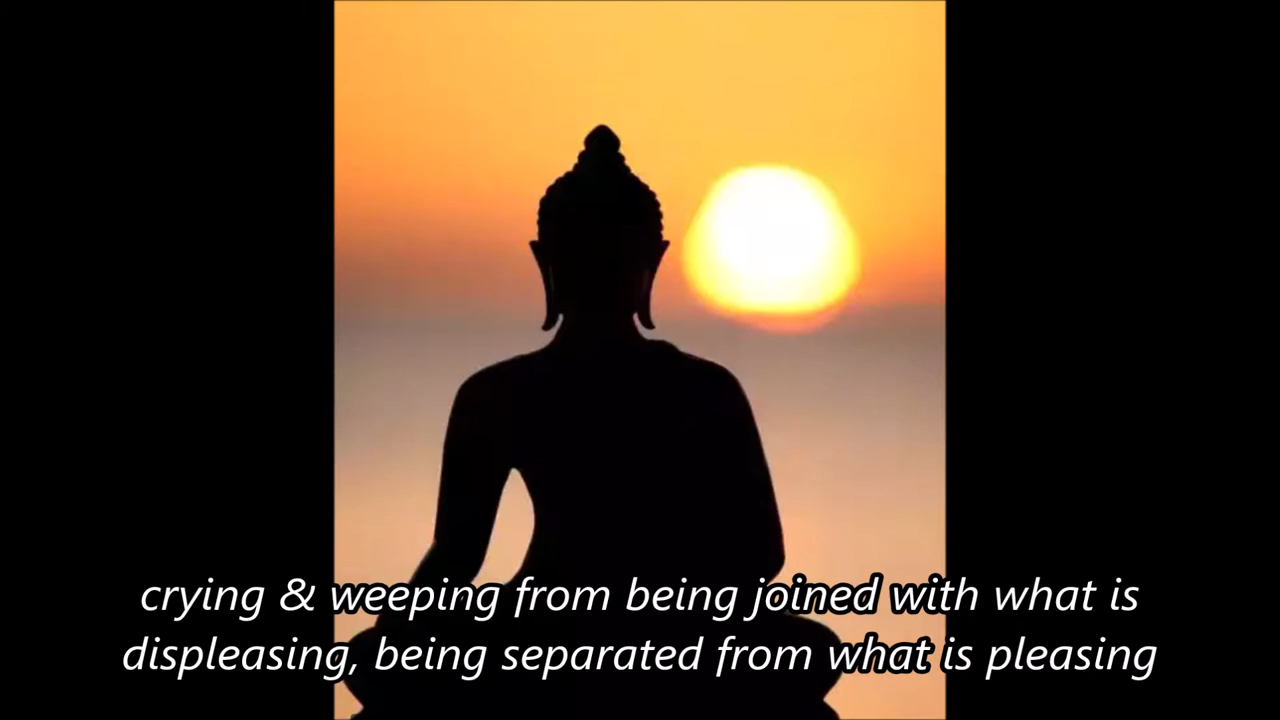 crying & weeping from being joined with what is
displeasing, being separated from what is pleasing